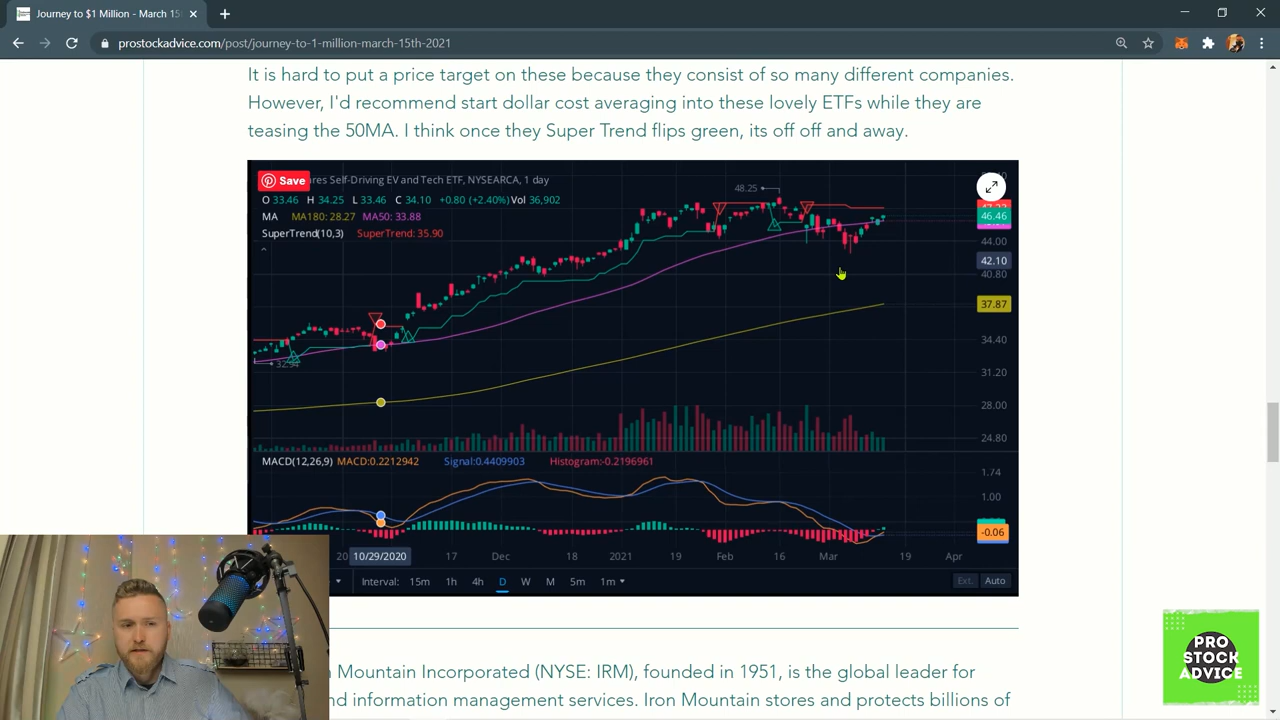 Journey to $1 Million - March 15
prostockadvice.com/post/journey-to-1-million-march-15th-2021
It is hard to put a price target on these because they consist of so many different companies.
However, I'd recommend start dollar cost averaging into these lovely ETFs while they are
teasing the 50MA. I think once they Super Trend flips green, its off off and away.
Save
res Self-Driving EV and Tech ETF, NYSEARCA, 1 day
O 33.46 H 34.25 L 33.46 C 34.10 +0.80 (+2.40%) Vol 36,902
MA MA180: 28.27 MA50: 33.88
SuperTrend(10,3) SuperTrend: 35.90
48.25
46.46
44.00
42.10
40.80
37.87
34.40
32.94
31.20
28.00
24.80
MACD(12,26,9) MACD:0.2212942 Signal:0.4409903 Histogram:-0.2196961
1.74
1.00
-0.06
20 10/29/2020 17 Dec 18 2021 19 Feb 16 Mar 19 Apr
Interval: 15m 1h 4h D W M 5m 1m Ext. Auto
Mountain Incorporated (NYSE: IRM), founded in 1951, is the global leader for
nd information management services. Iron Mountain stores and protects billions of
PRO
STOCK
ADVICE